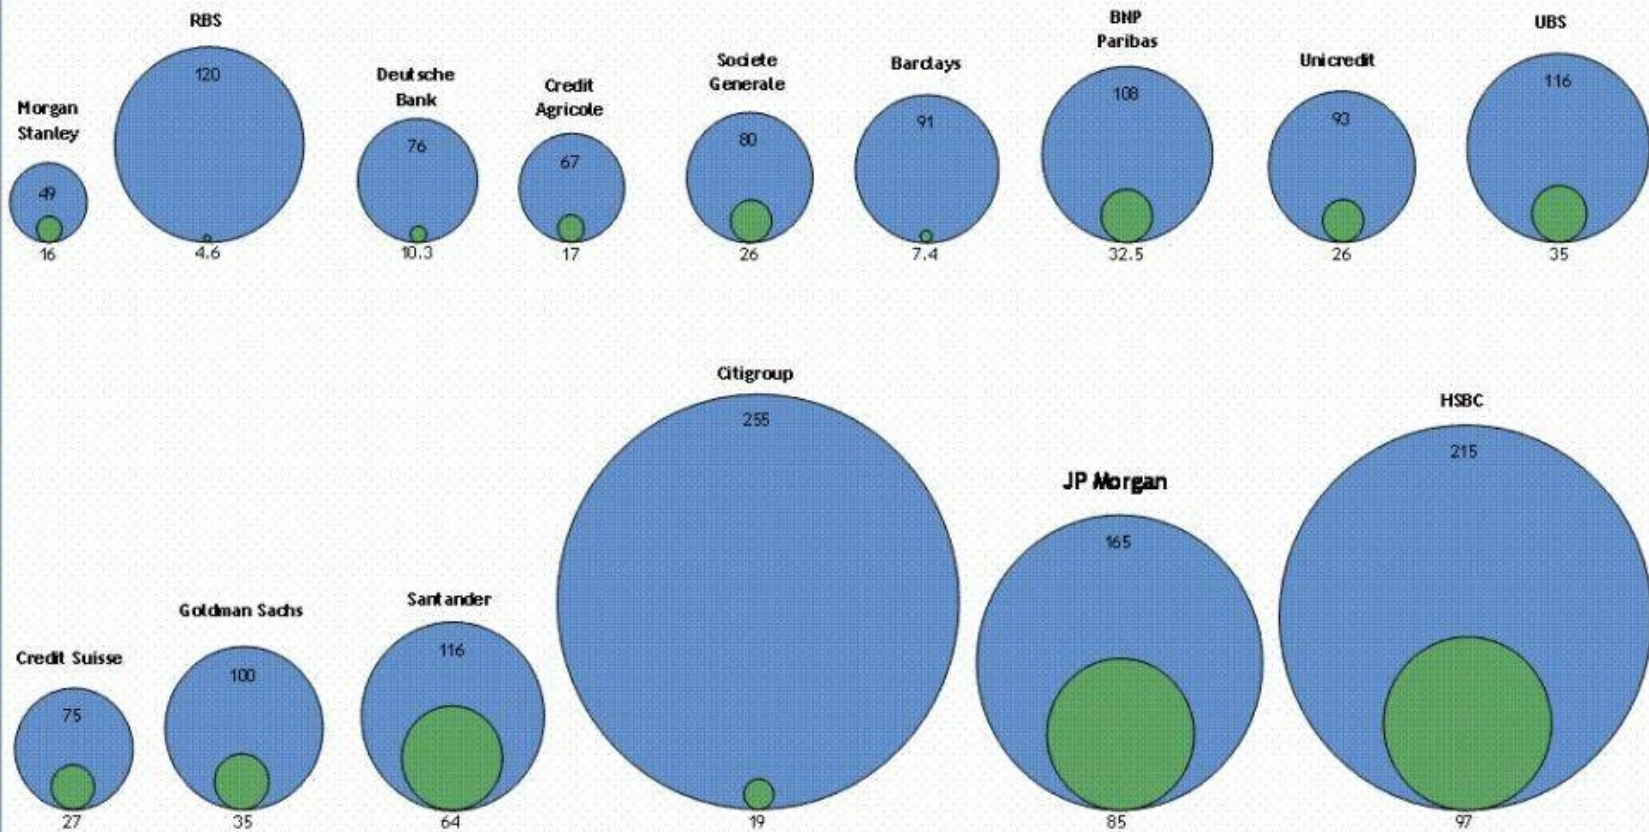 Morgan
Stanley
49
16
RBS
120
4.6
Deutsche
Bank
76
10.3
Credit
Agricole
67
17
Societe
Generale
80
26
Barclays
91
7.4
BNP
Paribas
108
32.5
Unicredit
93
26
UBS
116
35
Credit Suisse
75
27
Goldman Sachs
100
35
Santander
116
64
Citigroup
255
19
JP Morgan
165
85
HSBC
215
97